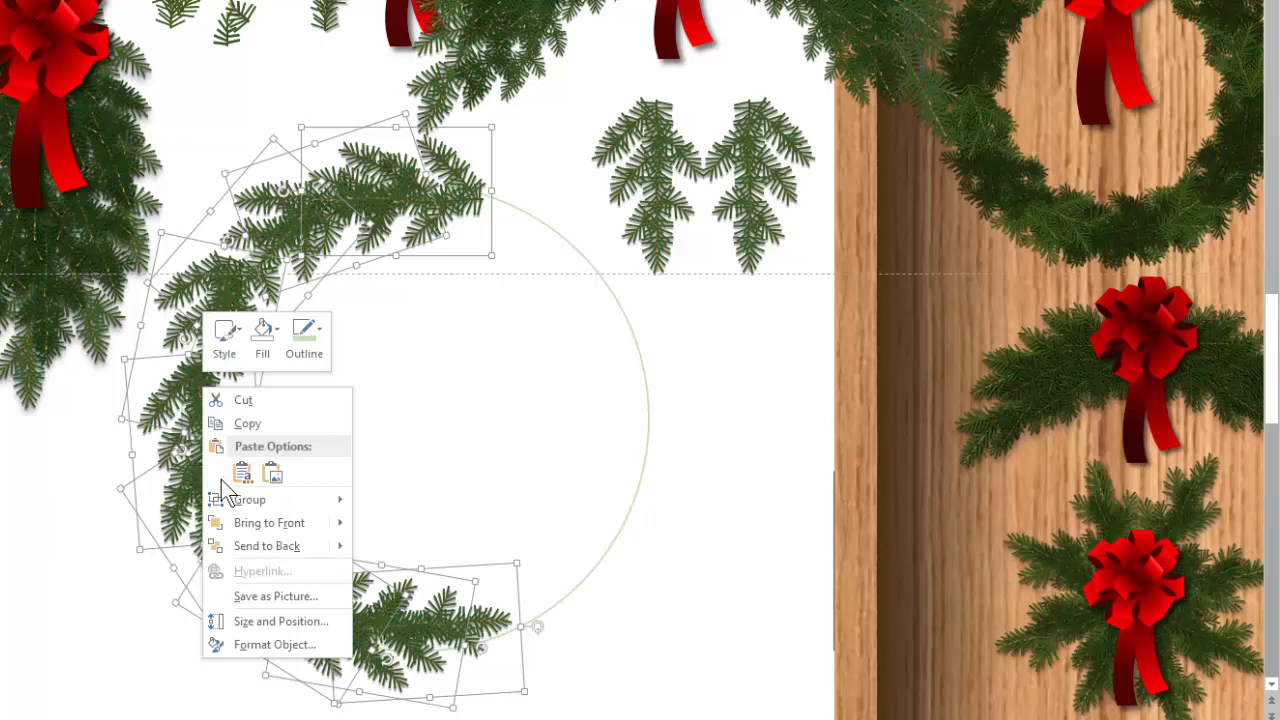 Style
Fill
Outline
Cut
Copy
Paste Options:
Group
Bring to Front
Send to Back
Hyperlink...
Save as Picture...
Size and Position...
Format Object...